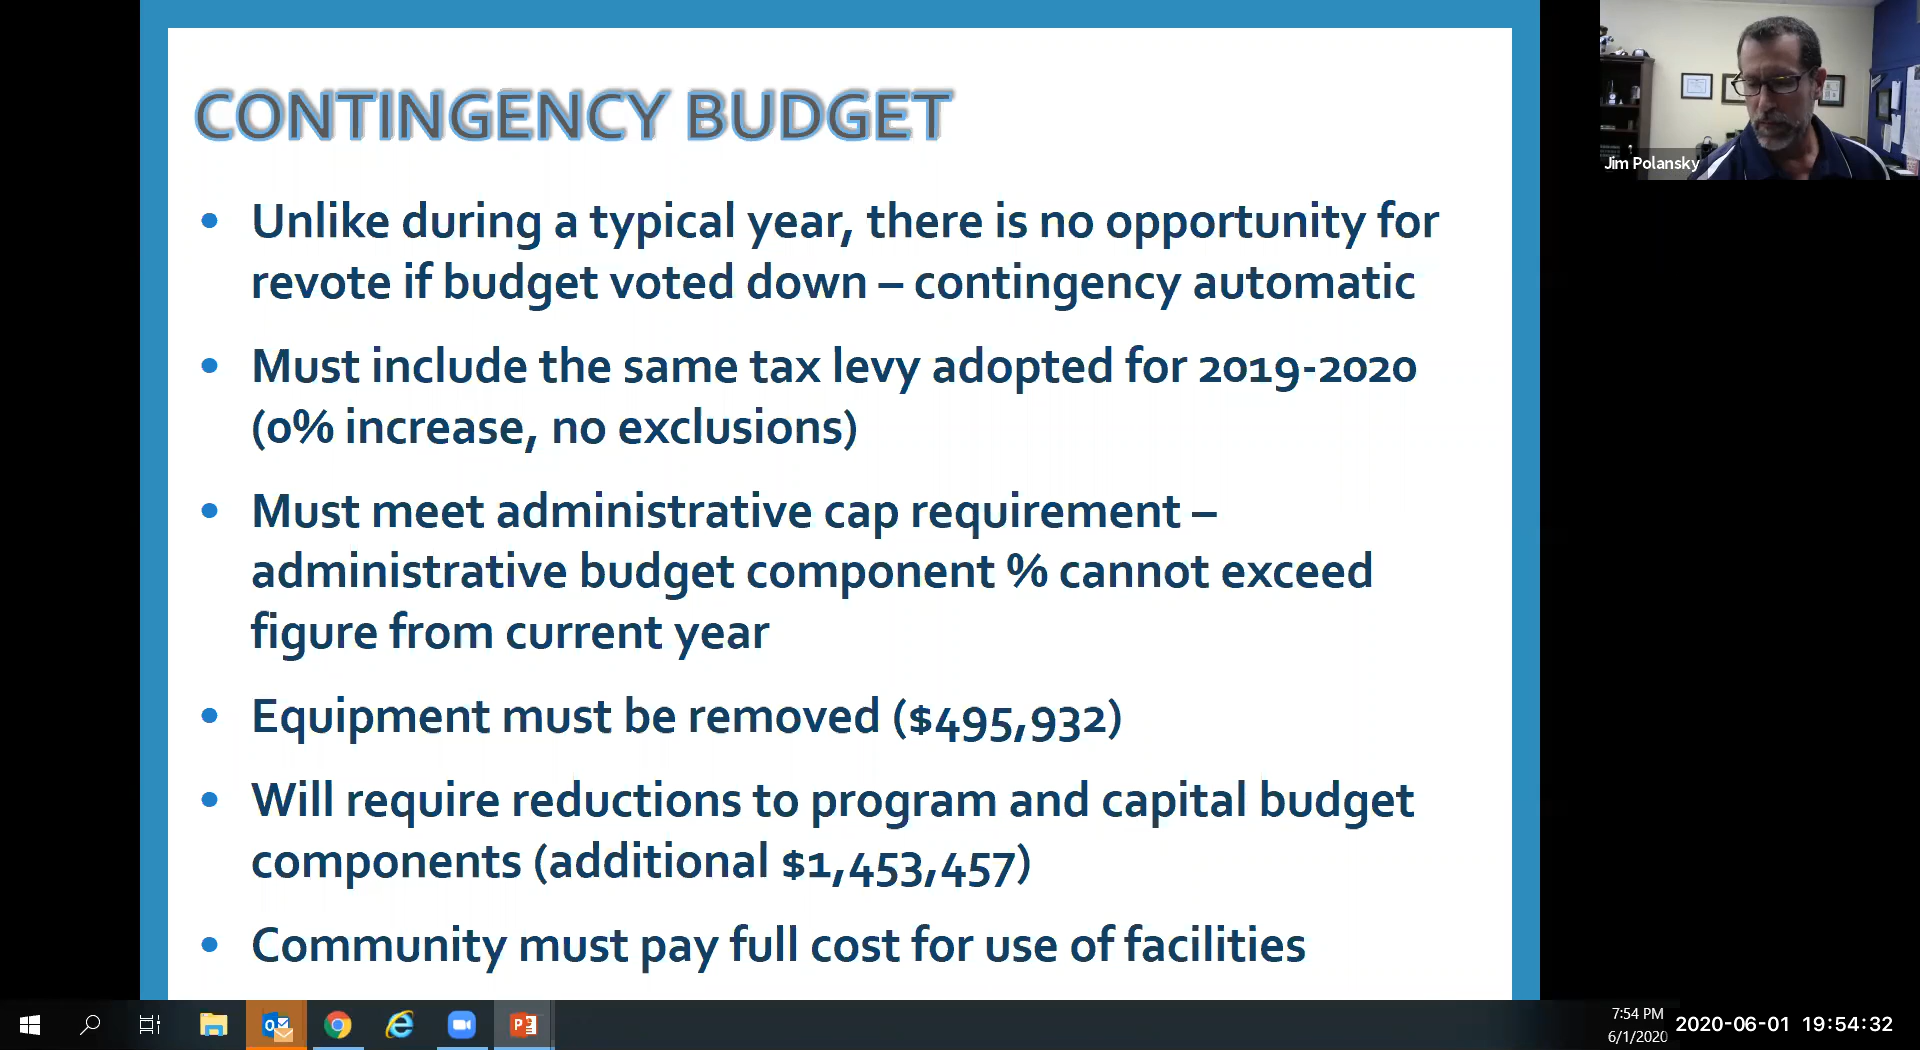 CONTINGENCY BUDGET
• Unlike during a typical year, there is no opportunity for
revote if budget voted down – contingency automatic
• Must include the same tax levy adopted for 2019-2020
(0% increase, no exclusions)
• Must meet administrative cap requirement –
administrative budget component % cannot exceed
figure from current year
• Equipment must be removed ($495,932)
• Will require reductions to program and capital budget
components (additional $1,453,457)
• Community must pay full cost for use of facilities
Jim Polansky
7:54 PM
6/1/2020
2020-06-01 19:54:32